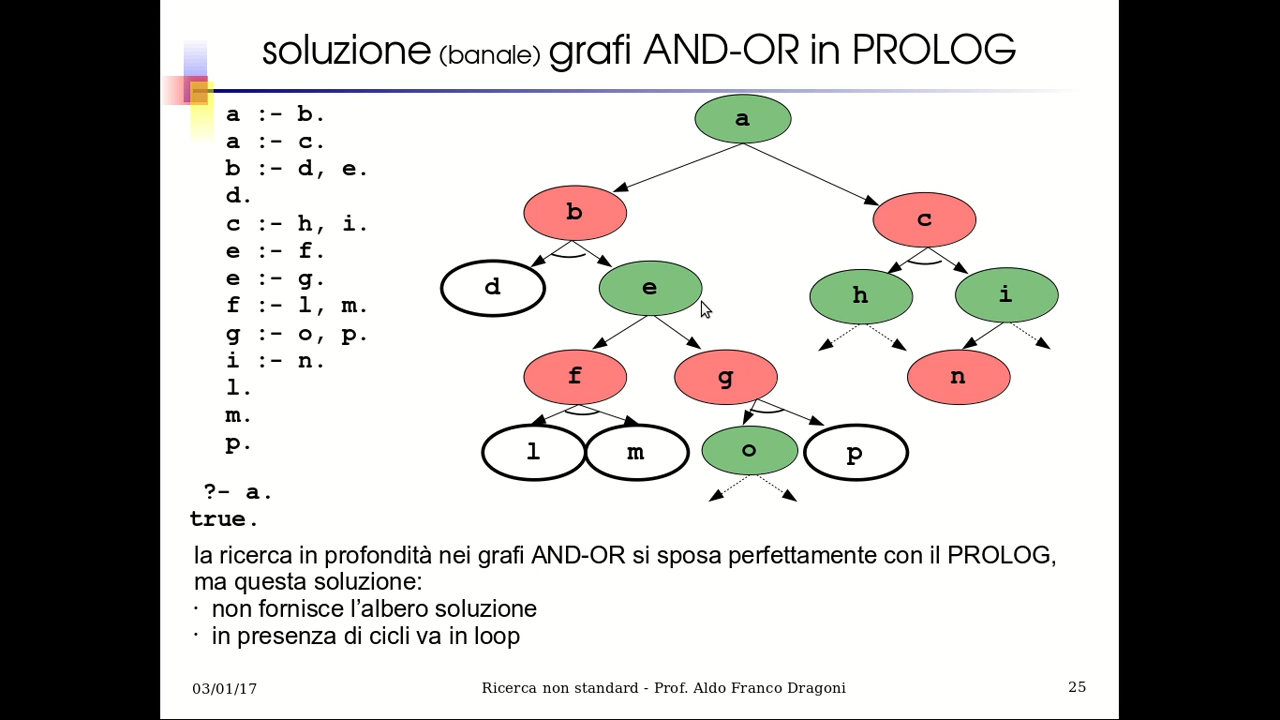 soluzione (banale) grafi AND-OR in PROLOG
a :- b.
a :- c.
b :- d, e.
d.
c :- h, i.
e :- f.
e :- g.
f :- l, m.
g :- o, p.
i :- n.
l.
m.
p.
?- a.
true.
a
b
c
d
e
h
i
f
g
n
l
m
o
p
la ricerca in profondità nei grafi AND-OR si sposa perfettamente con il PROLOG,
ma questa soluzione:
· non fornisce l’albero soluzione
· in presenza di cicli va in loop
03/01/17
Ricerca non standard - Prof. Aldo Franco Dragoni
25